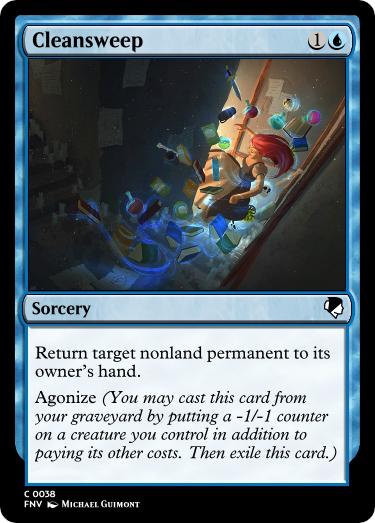 Cleansweep 1
Sorcery
Return target nonland permanent to its
owner's hand.
Agonize (You may cast this card from
your graveyard by putting a -1/-1 counter
on a creature you control in addition to
paying its other costs. Then exile this card.)
C 0038
FNV Michael Guimont